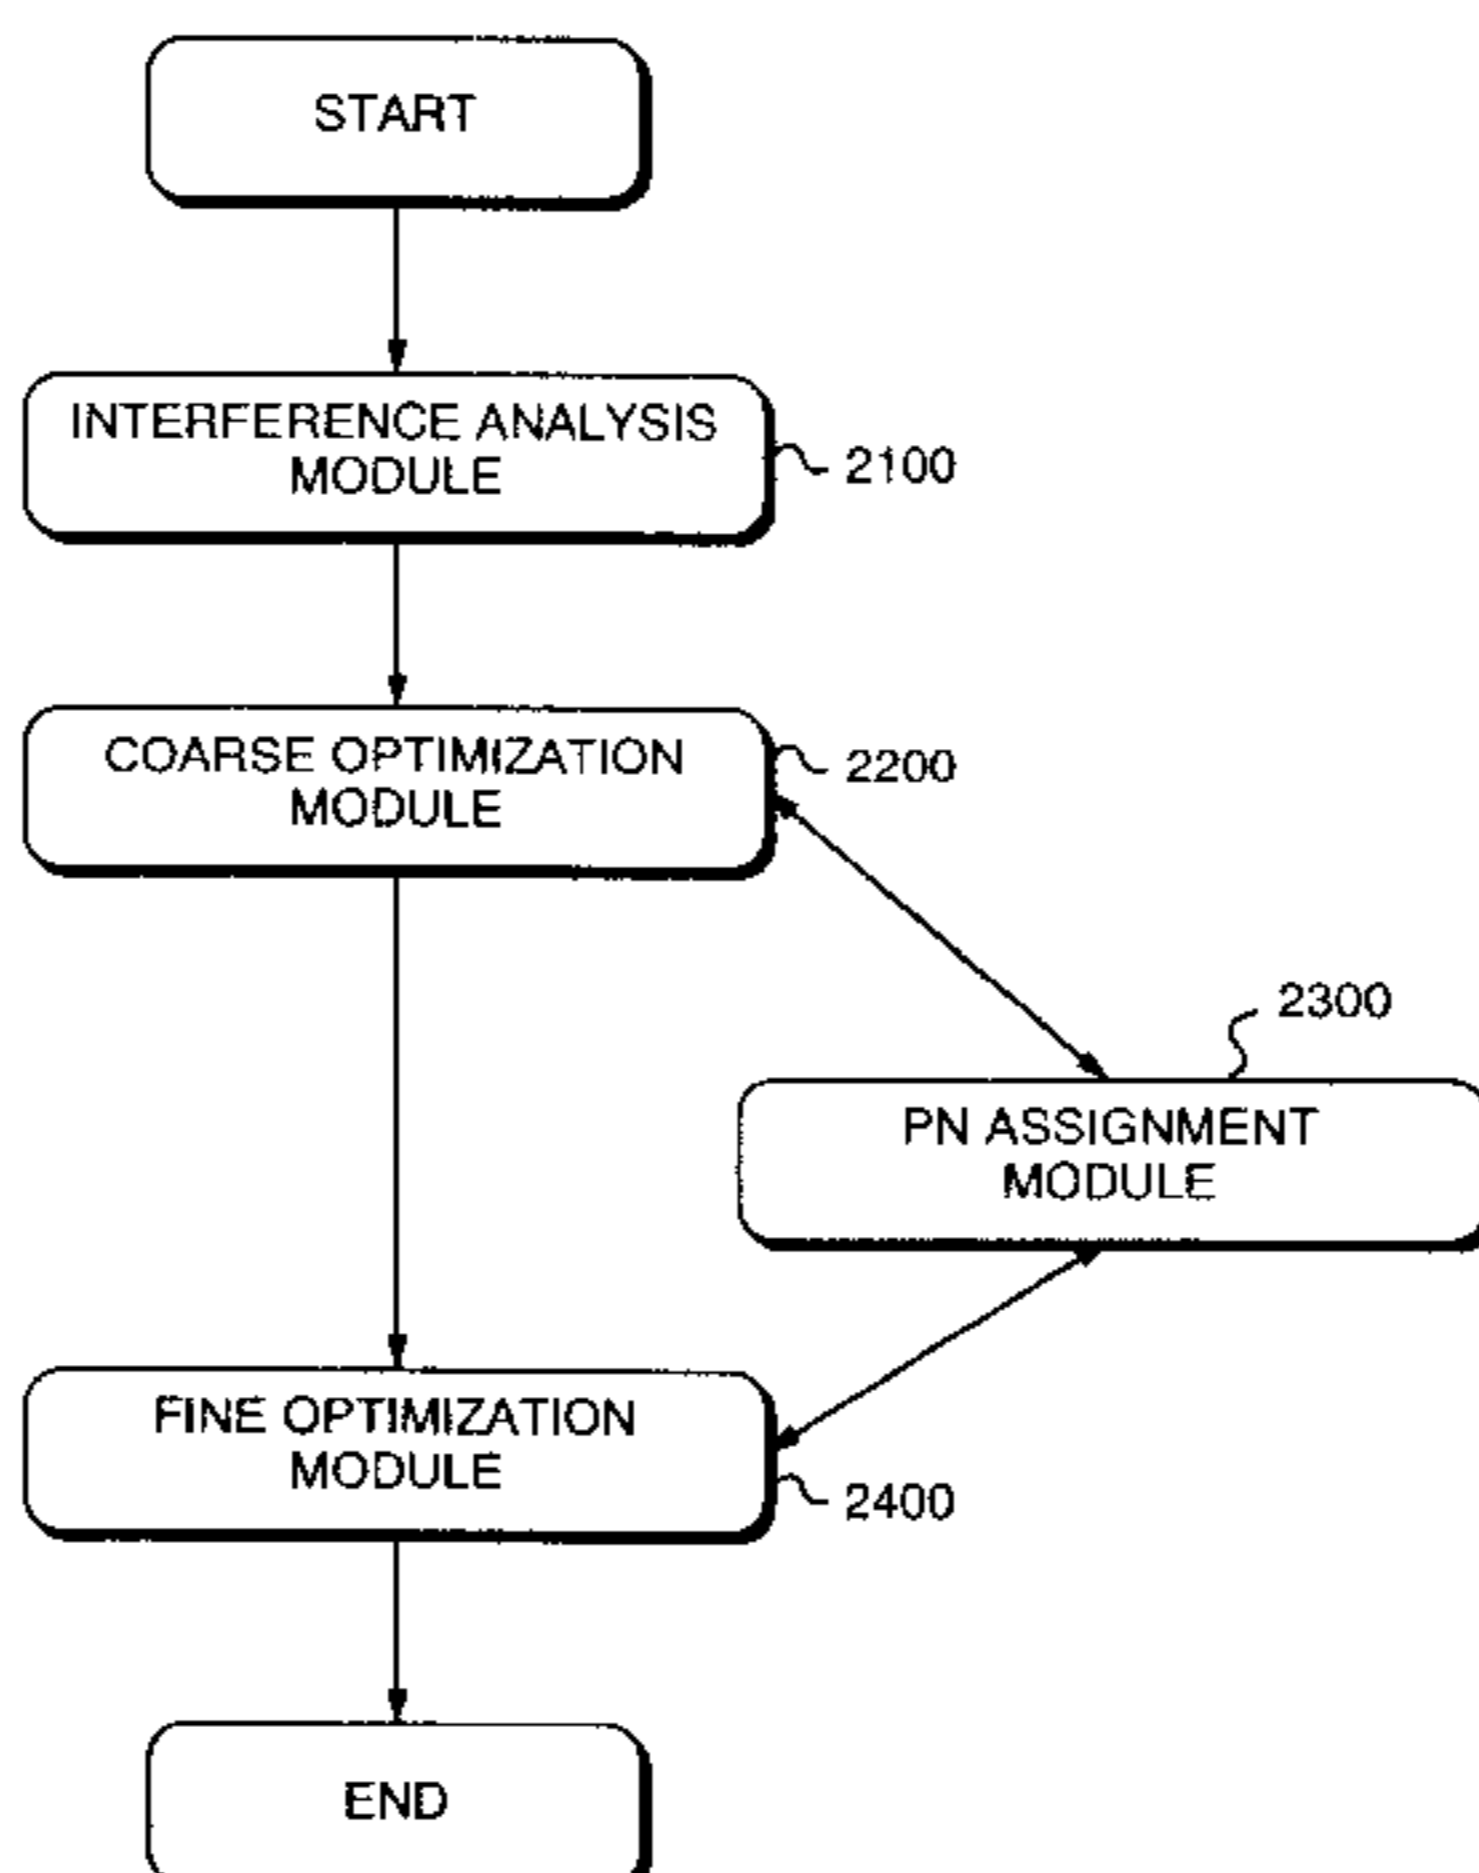 START
INTERFERENCE ANALYSIS
MODULE
2100
COARSE OPTIMIZATION
MODULE
2200
2300
PN ASSIGNMENT
MODULE
FINE OPTIMIZATION
MODULE
2400
END